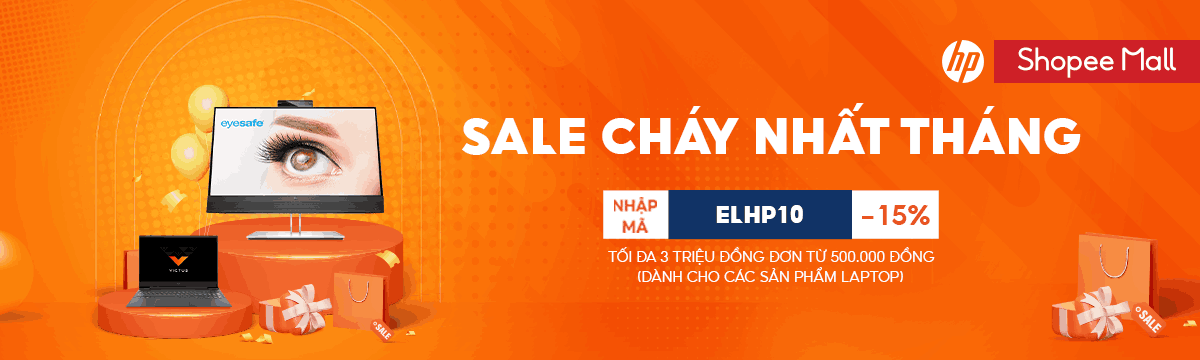 hp
Shopee Mall
eyesafe®
SALE CHÁY NHẤT THÁNG
NHẬP
MÃ
ELHP10
-15%
TỐI ĐA 3 TRIỆU ĐỒNG ĐƠN TỪ 500.000 ĐỒNG
(DÀNH CHO CÁC SẢN PHẨM LAPTOP)
VICTUS
SALE
SALE